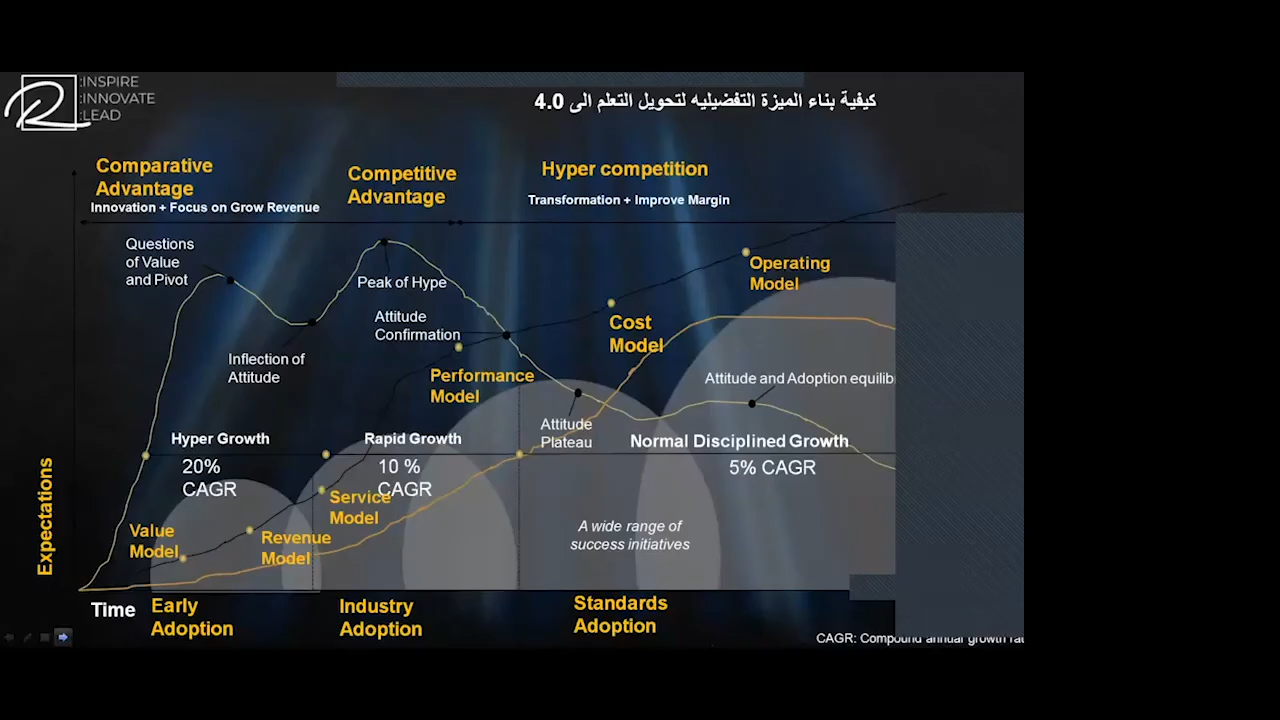 :INSPIRE
:INNOVATE
:LEAD
كيفية بناء الميزة التفضيليه لتحويل التعلم الى 4.0
Comparative
Advantage
Innovation + Focus on Grow Revenue
Competitive
Advantage
Hyper competition
Transformation + Improve Margin
Questions
of Value
and Pivot
Peak of Hype
Operating
Model
Attitude
Confirmation
Cost
Model
Inflection of
Attitude
Performance
Model
Attitude and Adoption
Attitude
Plateau
Hyper Growth
20%
CAGR
Rapid Growth
10 %
CAGR
Normal Disciplined Growth
5% CAGR
Service
Model
Value
Model
Revenue
Model
A wide range of
success initiatives
Expectations
Time
Early
Adoption
Industry
Adoption
Standards
Adoption
CAGR: Compound annual growth